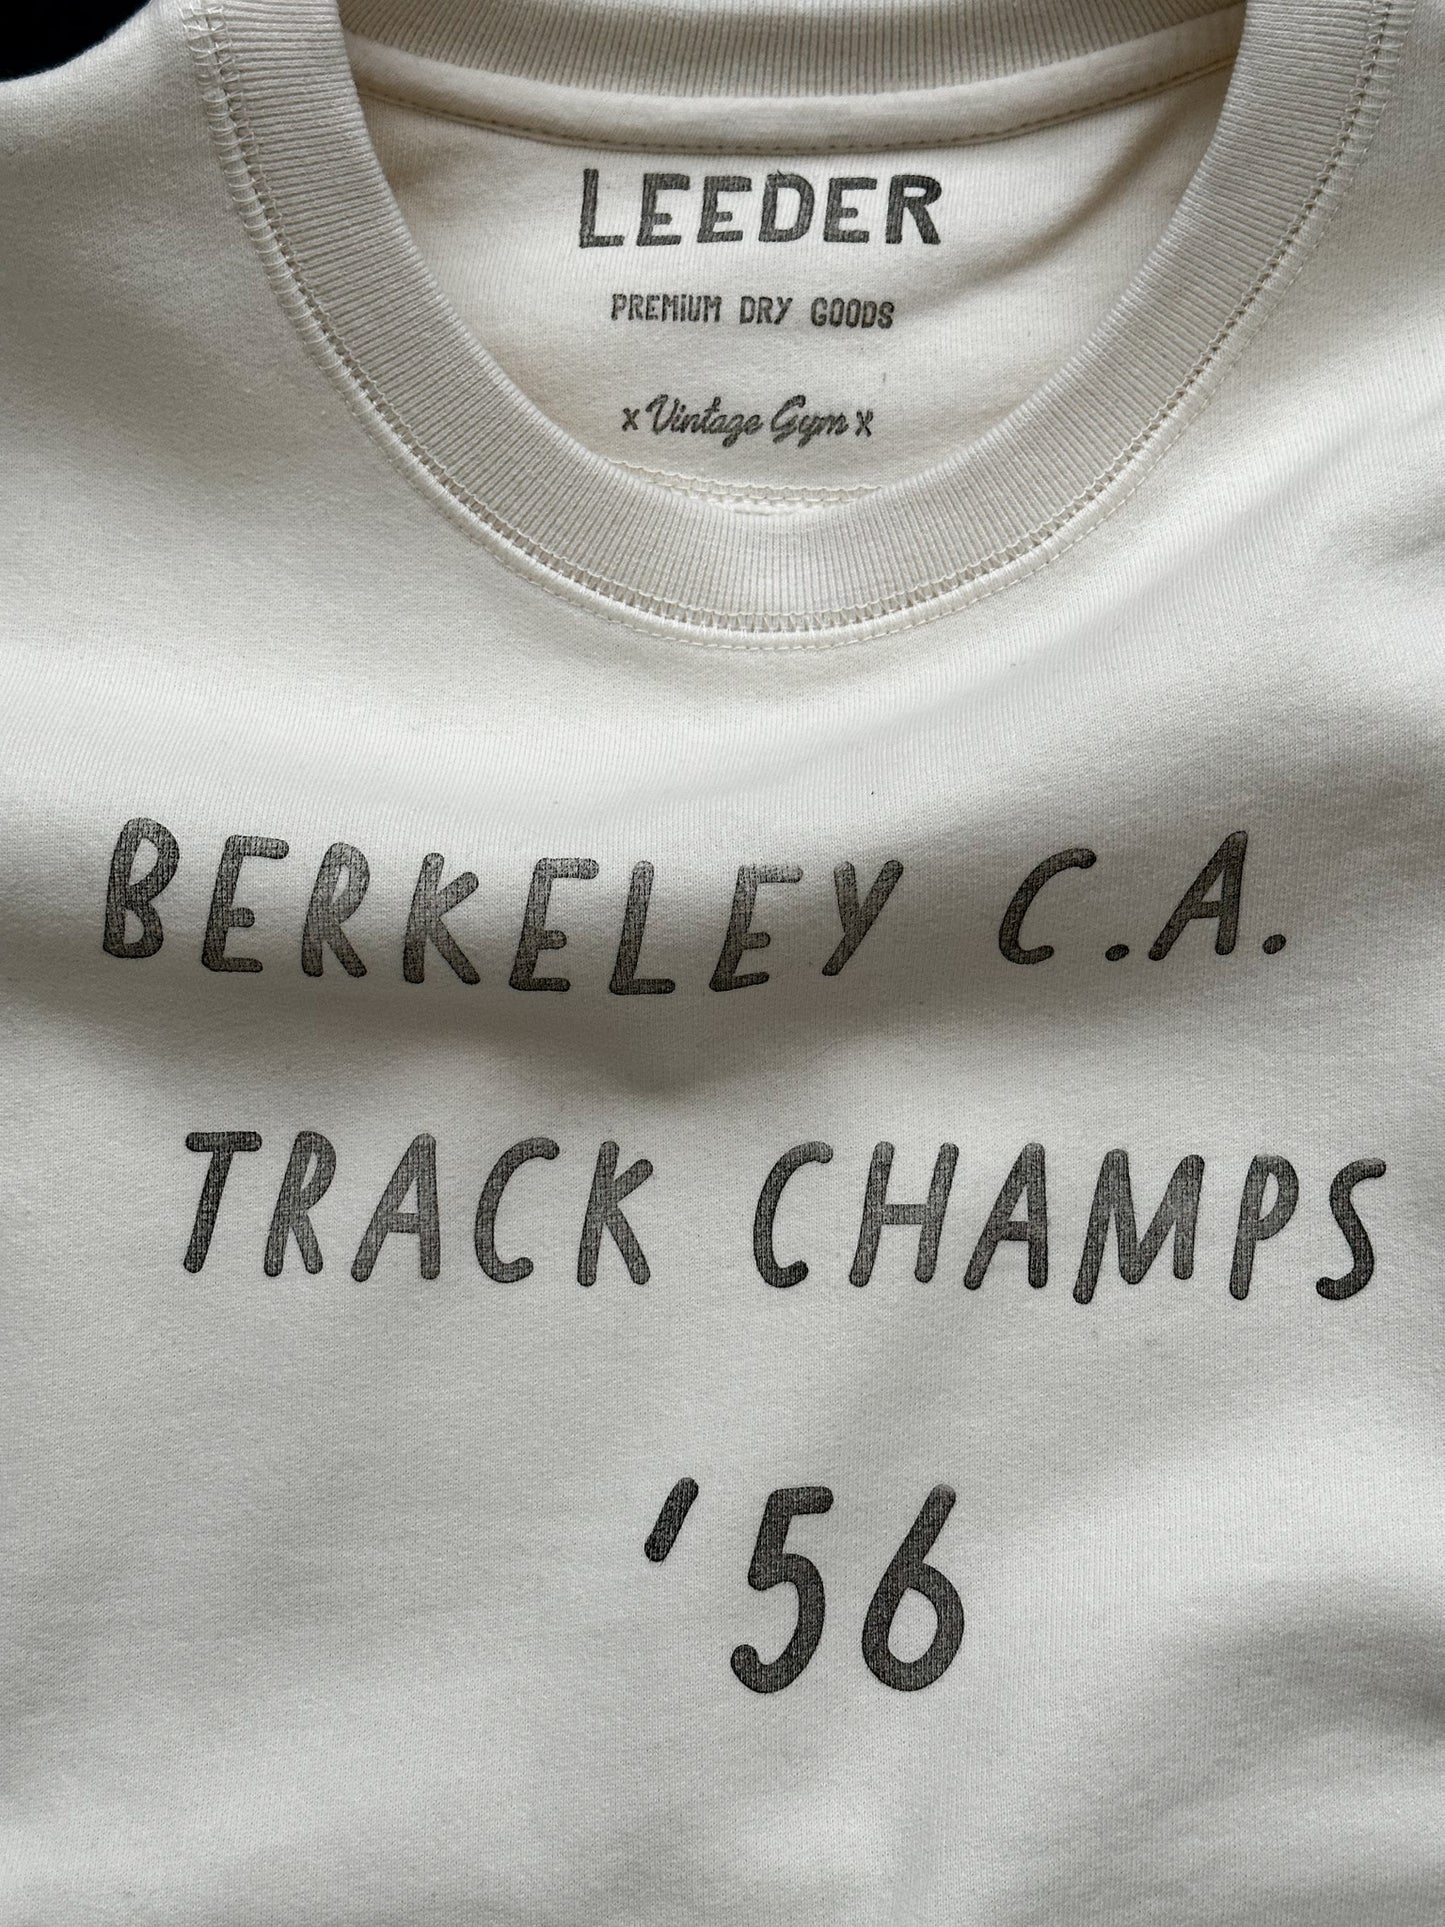 LEEDER
PREMIUM DRY GOODS
x Vintage Gym x
BERKELEY C.A.
TRACK CHAMPS
'56